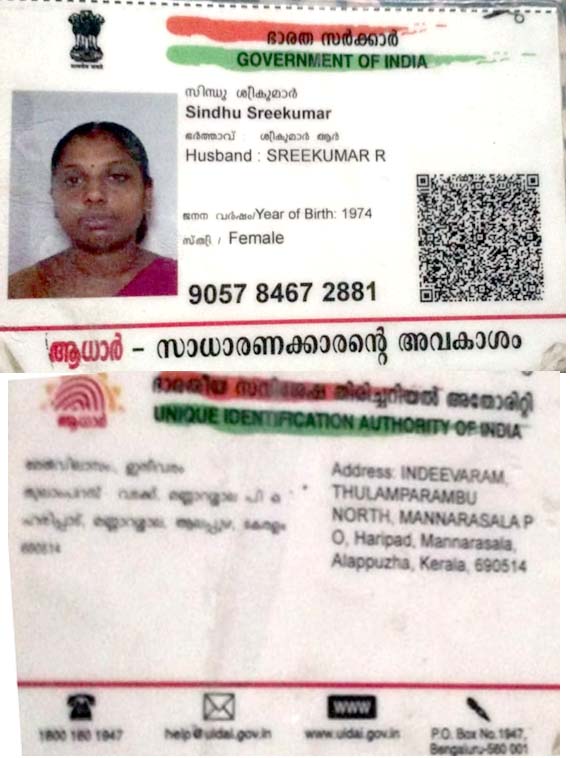 ഭാരത സർക്കാർ
GOVERNMENT OF INDIA
സിന്ധു ശ്രീകുമാർ
Sindhu Sreekumar
ഭർത്താവ് : ശ്രീകുമാർ ആർ
Husband : SREEKUMAR R
ജനന വർഷം/Year of Birth: 1974
സ്ത്രീ / Female
9057 8467 2881
ആധാർ - സാധാരണക്കാരന്റെ അവകാശം
ഭാരതീയ സവിശേഷ തിരിച്ചറിയൽ അതോറിറ്റി
ആധാർ
UNIQUE IDENTIFICATION AUTHORITY OF INDIA
690514
Address: INDEEVARAM,
THULAMPARAMBU
NORTH, MANNARASALA P
O, Haripad, Mannarasala,
Alappuzha, Kerala, 690514
1800 180 1947
help@uidai.gov.in
WWW
www.uidai.gov.in
P.O. Box No.1947,
Bengaluru-560 001